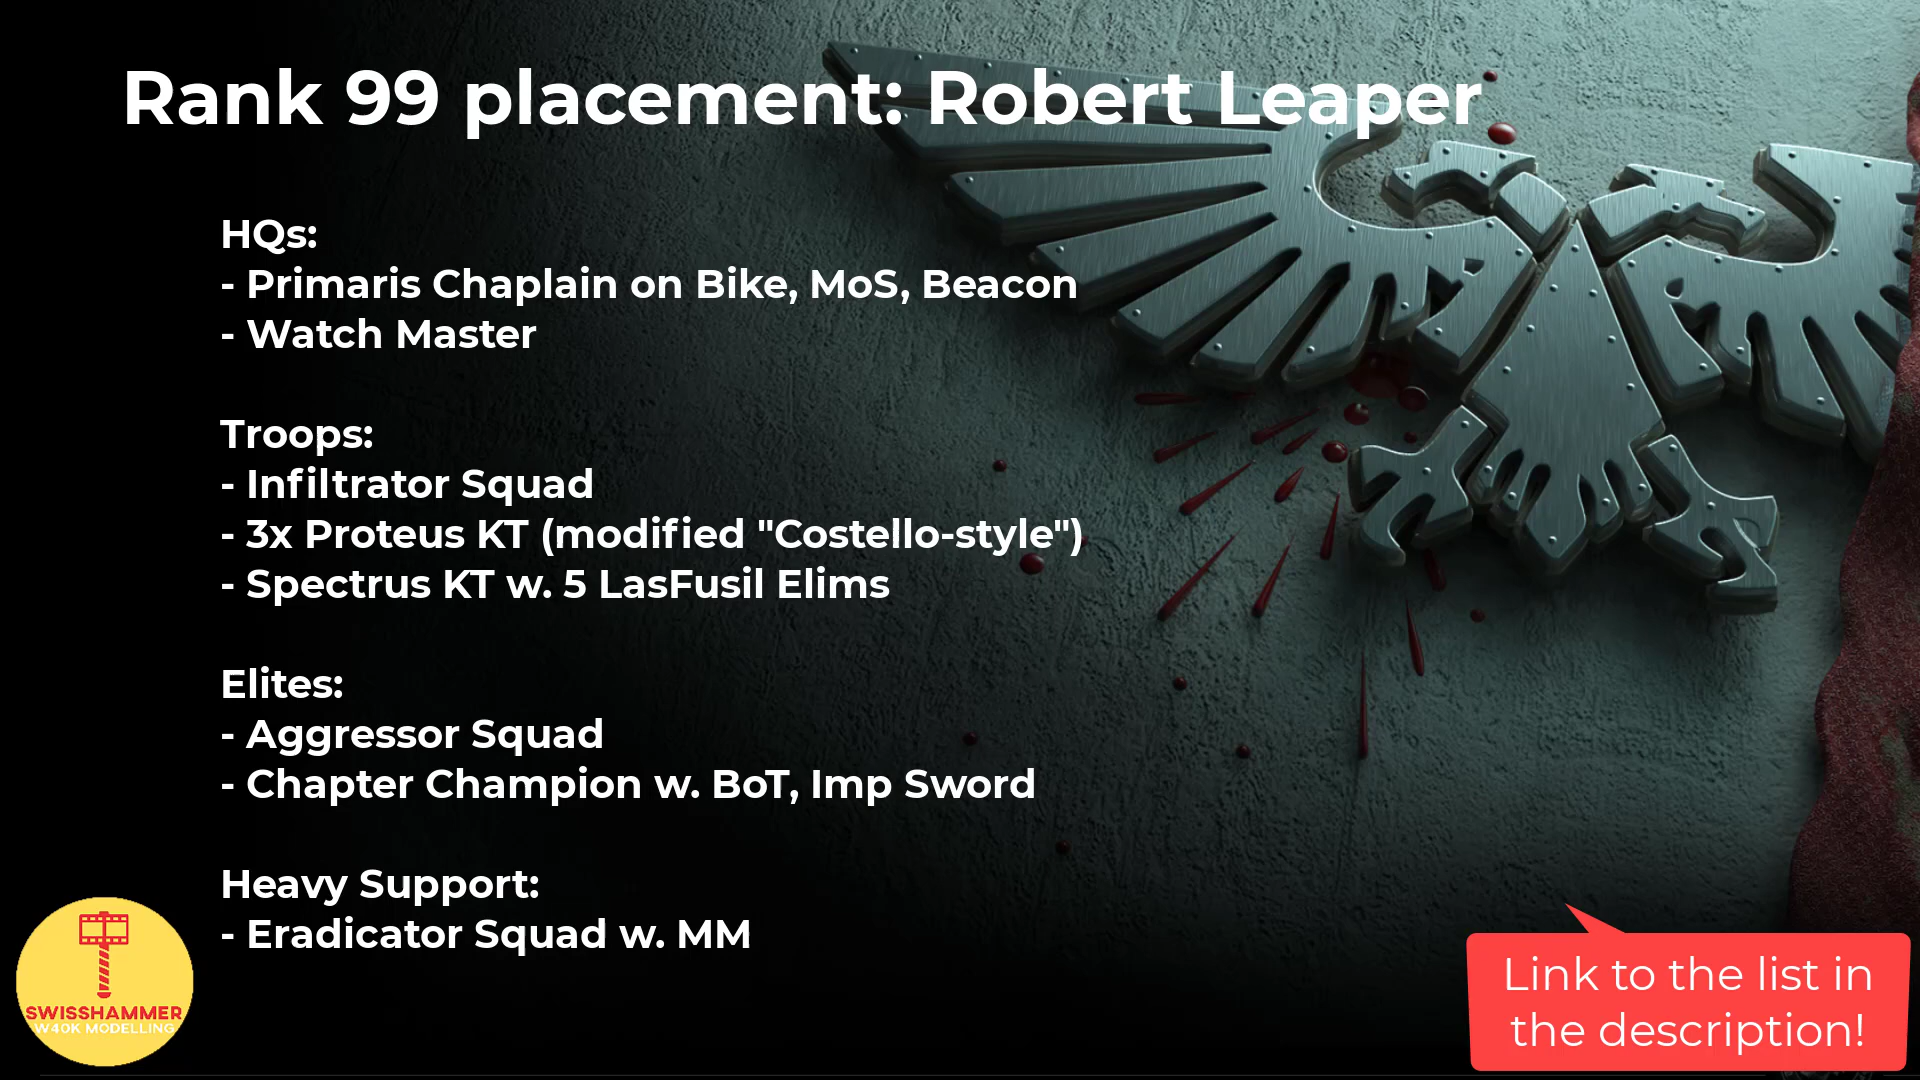 Rank 99 placement: Robert Leaper
HQs:
- Primaris Chaplain on Bike, MoS, Beacon
- Watch Master
Troops:
- Infiltrator Squad
- 3x Proteus KT (modified "Costello-style")
- Spectrus KT w. 5 LasFusil Elims
Elites:
- Aggressor Squad
- Chapter Champion w. BoT, Imp Sword
Heavy Support:
- Eradicator Squad w. MM
SWISSHAMMER
W40K MODELLING
Link to the list in
the description!